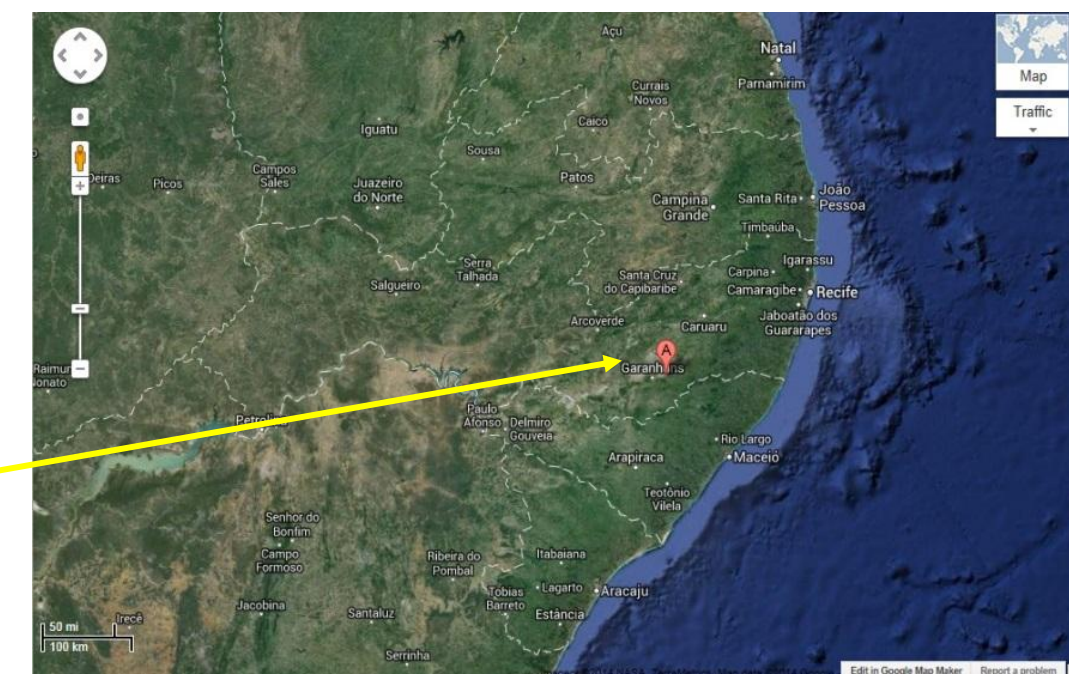 Açu
Natal
Map
Parnamirim
Currais
Novos
Traffic
Caico
Iguatu
Sousa
Campos
Sales
Patos
Oeiras
Picos
Juazeiro
do Norte
João
Pessoa
Santa Rita
Campina
Grande
Timbaúba
Igarassu
Serra
Talhada
Carpina
Santa Cruz
do Capibaribe
Salgueiro
Camaragibe
Recife
Jaboatão dos
Guararapes
Arcoverde
Caruaru
A
Garanhuns
Petrolina
Paulo
Afonso
Delmiro
Gouveia
Rio Largo
Arapiraca
Maceió
Teotônio
Vilela
Senhor do
Bonfim
Campo
Formoso
Ribeira do
Pombal
Itabaiana
Lagarto
Tobias
Barreto
Aracaju
Jacobina
Santaluz
Estância
Irecê
50 mi
100 km
Serrinha
Edit in Google Map Maker
Report a problem